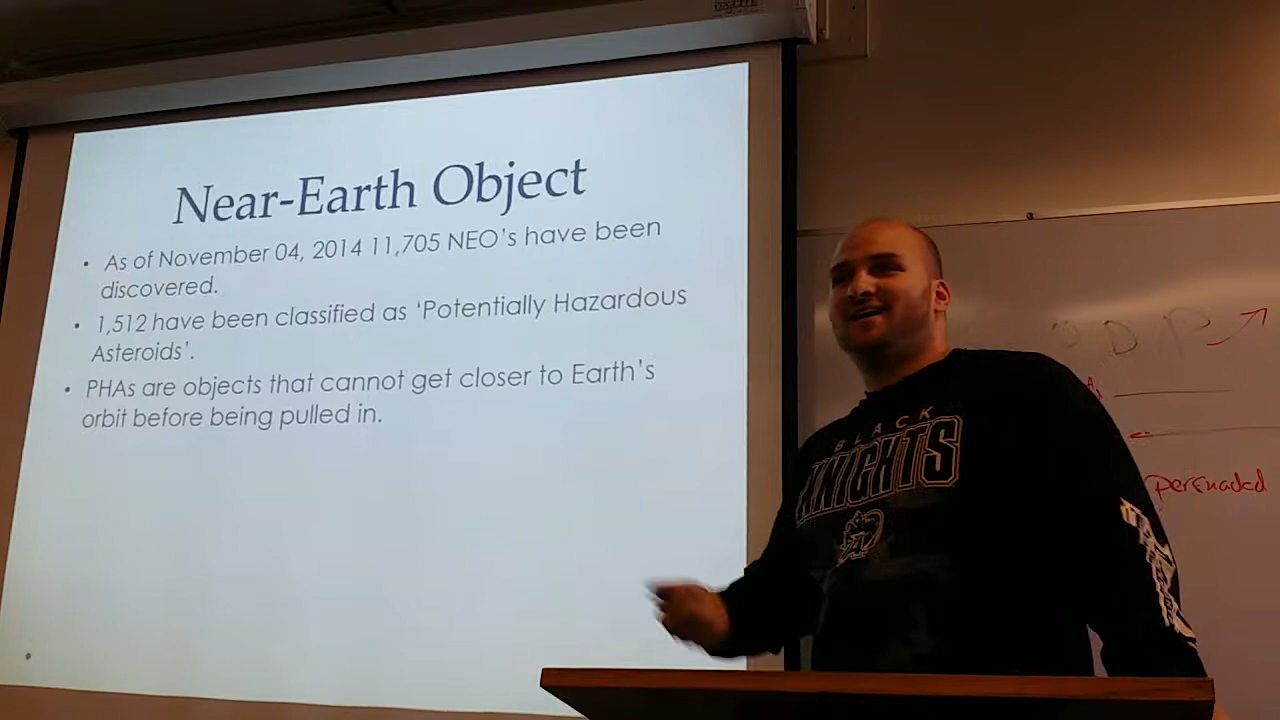 Near-Earth Object
• As of November 04, 2014 11,705 NEO's have been
discovered.
• 1,512 have been classified as 'Potentially Hazardous
Asteroids'.
• PHAs are objects that cannot get closer to Earth's
orbit before being pulled in.
BLACK
KNIGHTS
ODP
persuaded